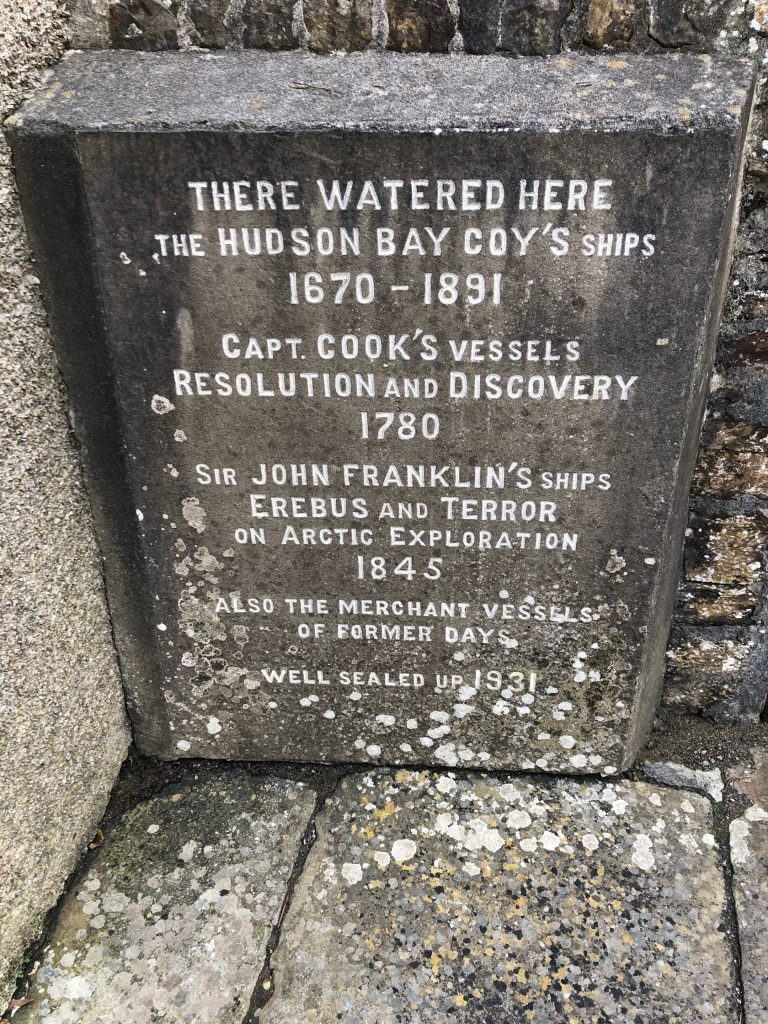 THERE WATERED HERE
THE HUDSON BAY COY'S SHIPS
1670 - 1891
CAPT. COOK'S VESSELS
RESOLUTION AND DISCOVERY
1780
SIR JOHN FRANKLIN'S SHIPS
EREBUS AND TERROR
ON ARCTIC EXPLORATION
1845
ALSO THE MERCHANT VESSELS
OF FORMER DAYS
WELL SEALED UP 1931